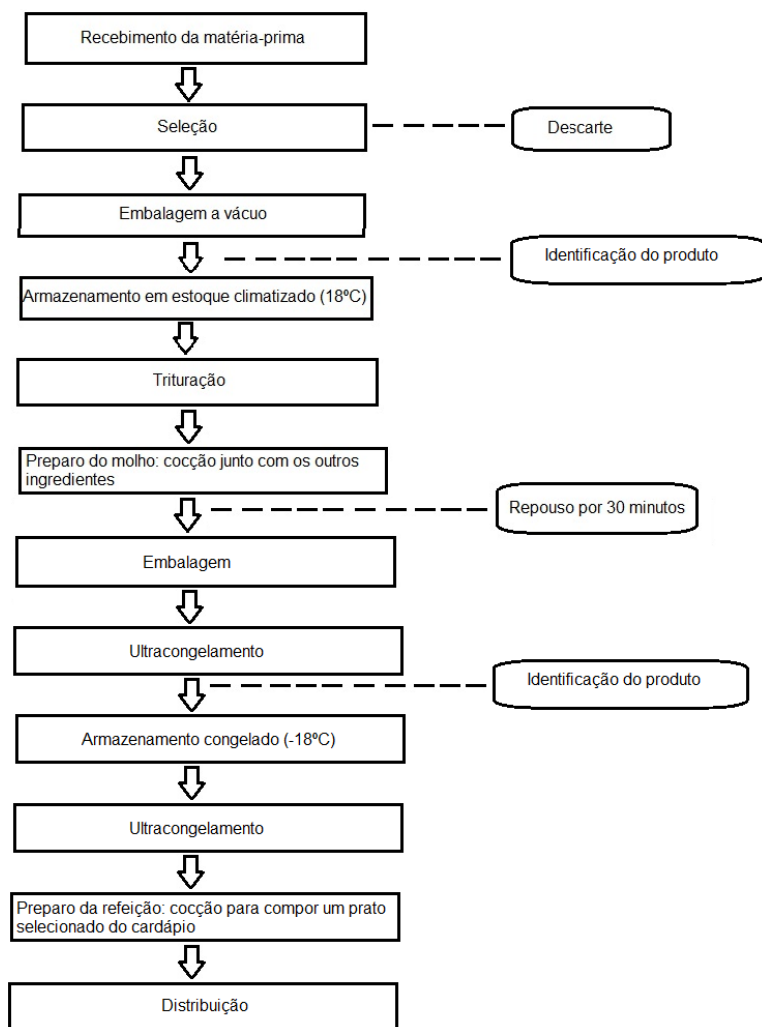 Recebimento da matéria-prima
Seleção
Descarte
Embalagem a vácuo
Identificação do produto
Armazenamento em estoque climatizado (18ºC)
Trituração
Preparo do molho: cocção junto com os outros
ingredientes
Repouso por 30 minutos
Embalagem
Ultracongelamento
Identificação do produto
Armazenamento congelado (-18ºC)
Ultracongelamento
Preparo da refeição: cocção para compor um prato
selecionado do cardápio
Distribuição